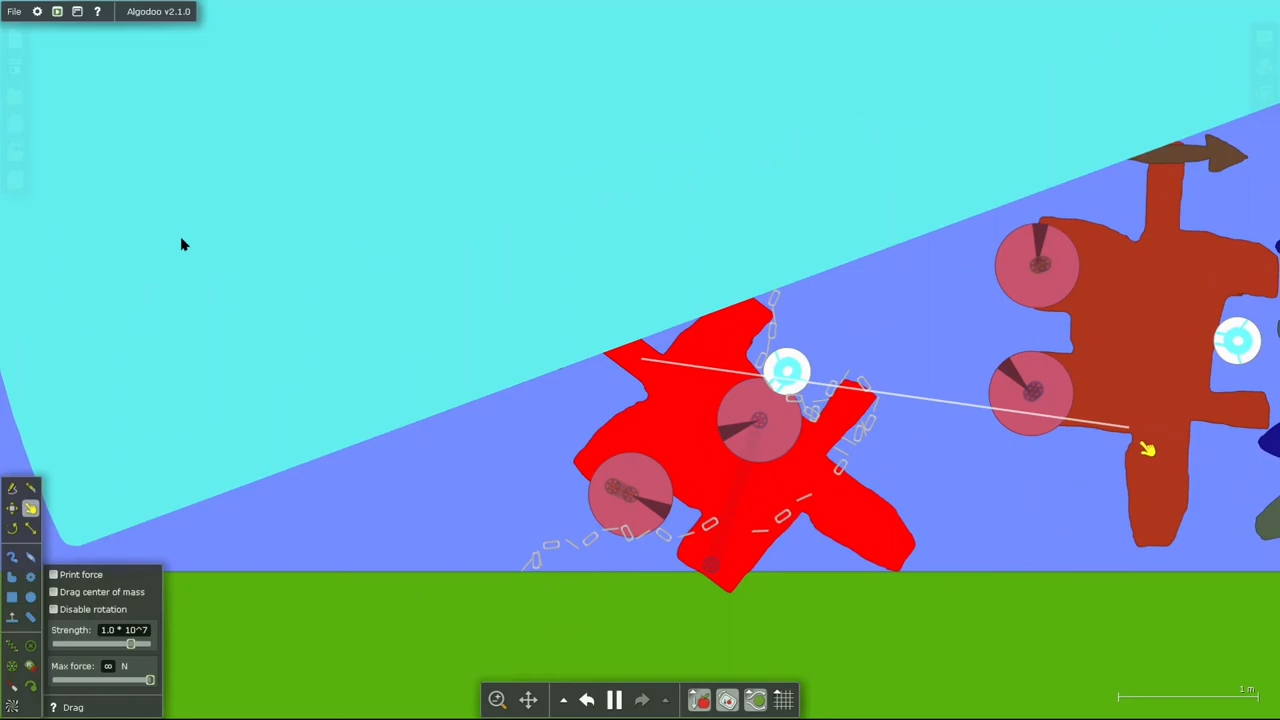 File
Algodoo v2.1.0
Print force
Drag center of mass
Disable rotation
Strength: 1.0 * 10^7
Max force: ∞ N
? Drag
1 m